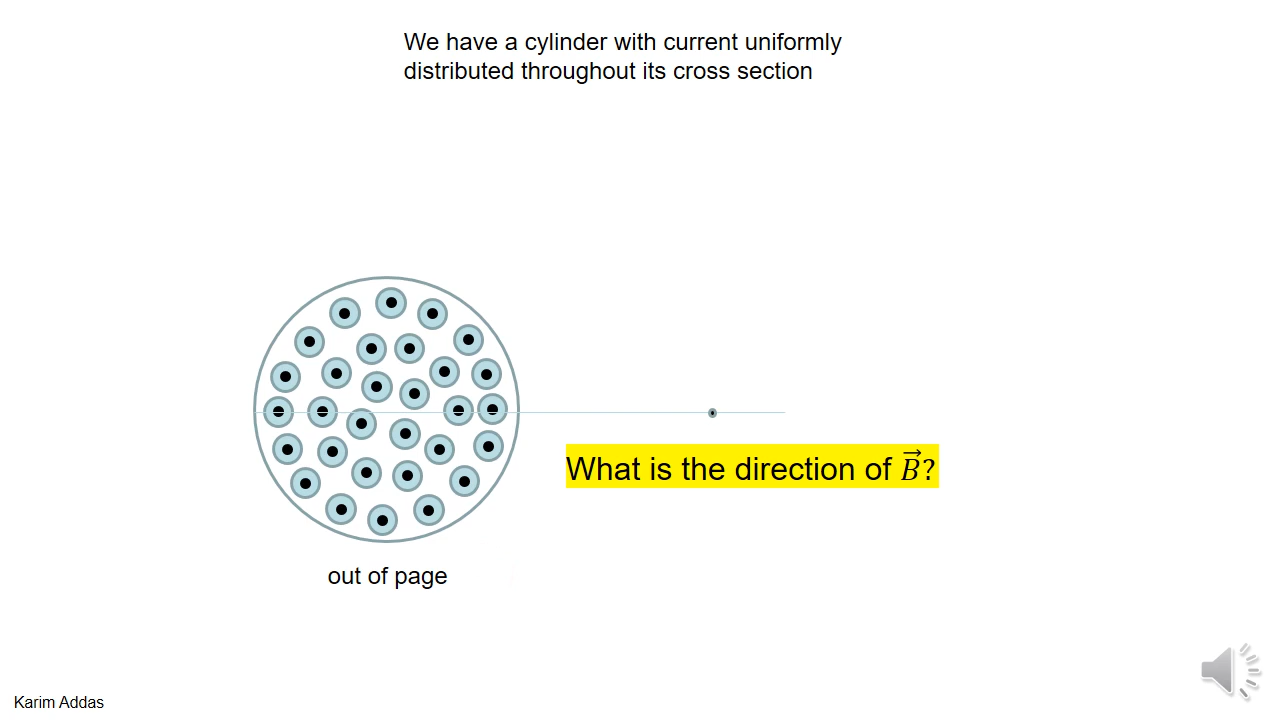 We have a cylinder with current uniformly
distributed throughout its cross section
What is the direction of \(\vec{B}\)?
out of page
Karim Addas